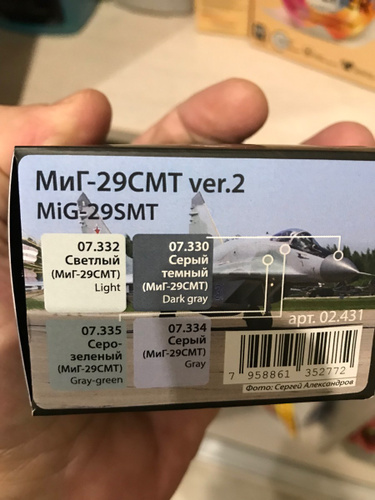 МиГ-29СМТ ver.2
MiG-29SMT
07.332
Светлый
(МиГ-29СМТ)
Light
07.330
Серый
темный
(МиГ-29СМТ)
Dark gray
арт. 02.431
07.335
Серо-
зеленый
(МиГ-29СМТ)
Gray-green
07.334
Серый
(МиГ-29СМТ)
Gray
7 958861 352772
Фото: Сергей Александров